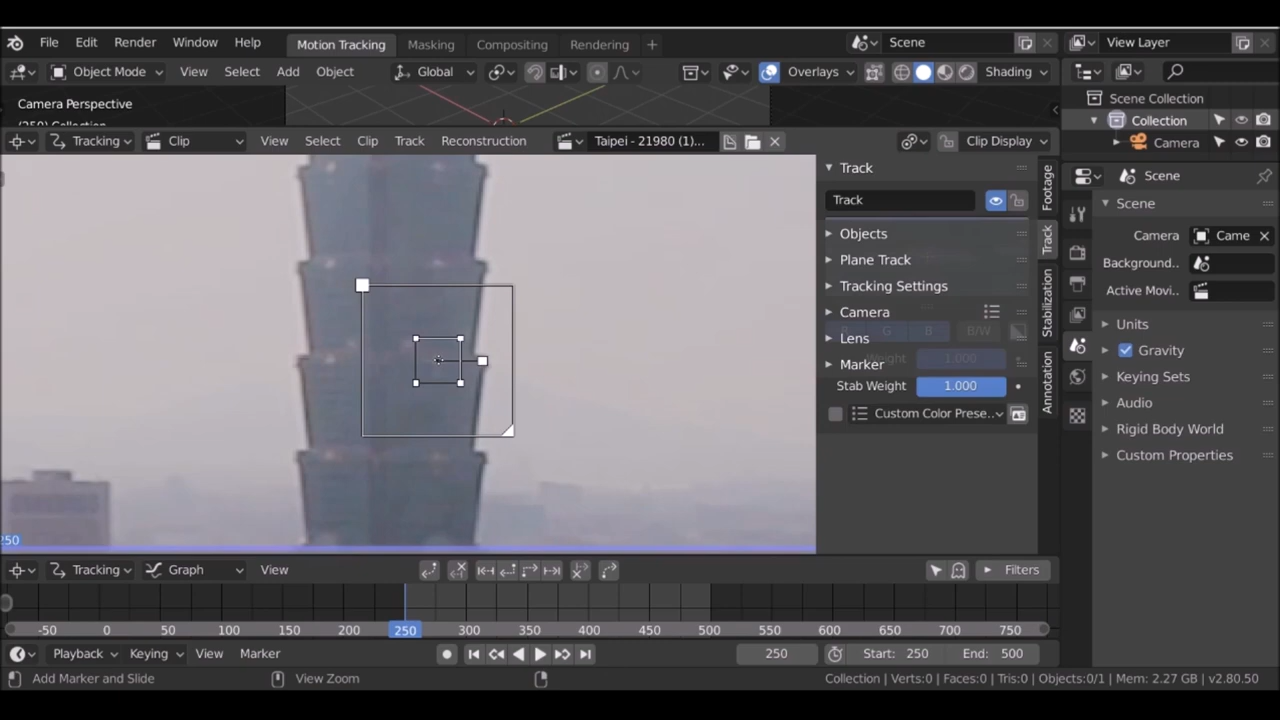 File Edit Render Window Help Motion Tracking Masking Compositing Rendering + Scene View Layer
Object Mode View Select Add Object Global Overlays Shading
Camera Perspective
(250) Collection
Scene Collection
Collection
Camera
Tracking Clip View Select Clip Track Reconstruction Taipei - 21980 (1)... Clip Display
Track
Track
Objects
Plane Track
Tracking Settings
Camera
R G B B/W
Lens
Weight 1.000
Marker
Stab Weight 1.000
Custom Color Prese..
Footage
Track
Stabilization
Annotation
Scene
Scene
Camera Came
Background..
Active Movi..
Units
Gravity
Keying Sets
Audio
Rigid Body World
Custom Properties
250
Tracking Graph View Filters
-50 0 50 100 150 200 250 300 350 400 450 500 550 600 650 700 750
Playback Keying View Marker 250 Start: 250 End: 500
Add Marker and Slide View Zoom Collection | Verts:0 | Faces:0 | Tris:0 | Objects:0/1 | Mem: 2.27 GB | v2.80.50